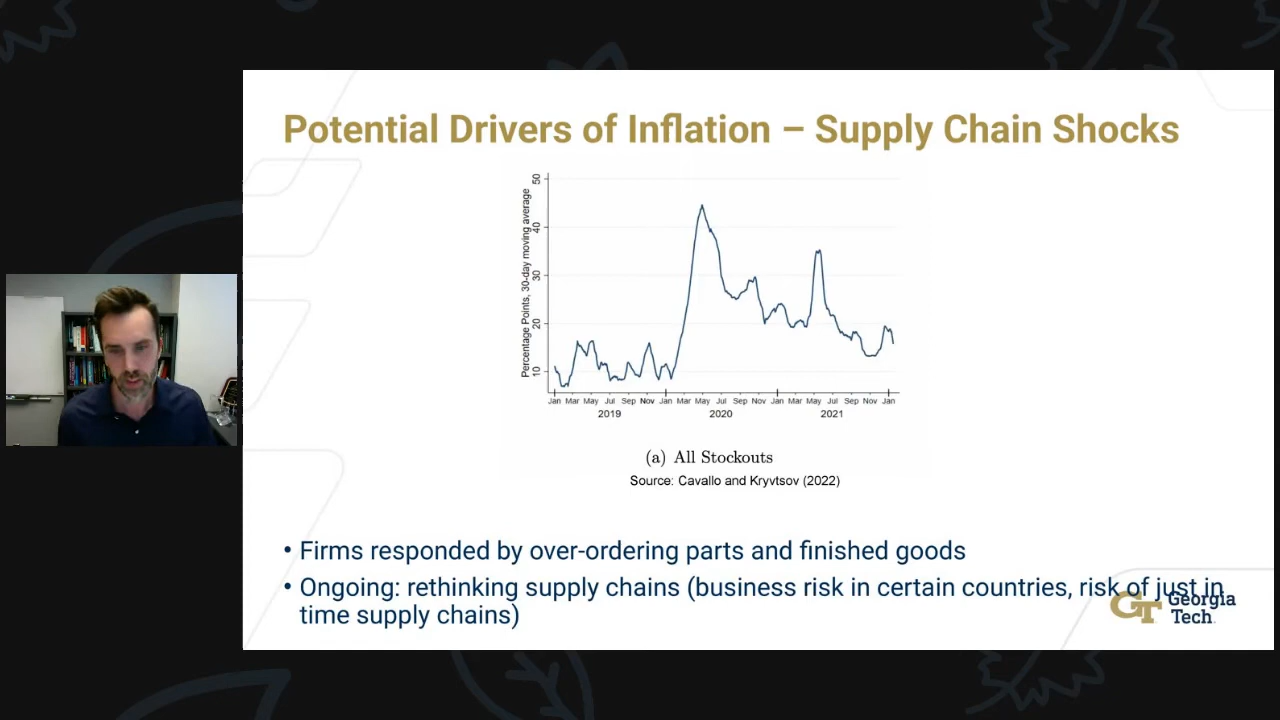 Potential Drivers of Inflation – Supply Chain Shocks
Percentage Points, 30-day moving average
50
40
30
20
10
Jan Mar May Jul Sep Nov Jan Mar May Jul Sep Nov Jan Mar May Jul Sep Nov Jan
2019 2020 2021
(a) All Stockouts
Source: Cavallo and Kryvtsov (2022)
• Firms responded by over-ordering parts and finished goods
• Ongoing: rethinking supply chains (business risk in certain countries, risk of just in
time supply chains)
GT Georgia
Tech